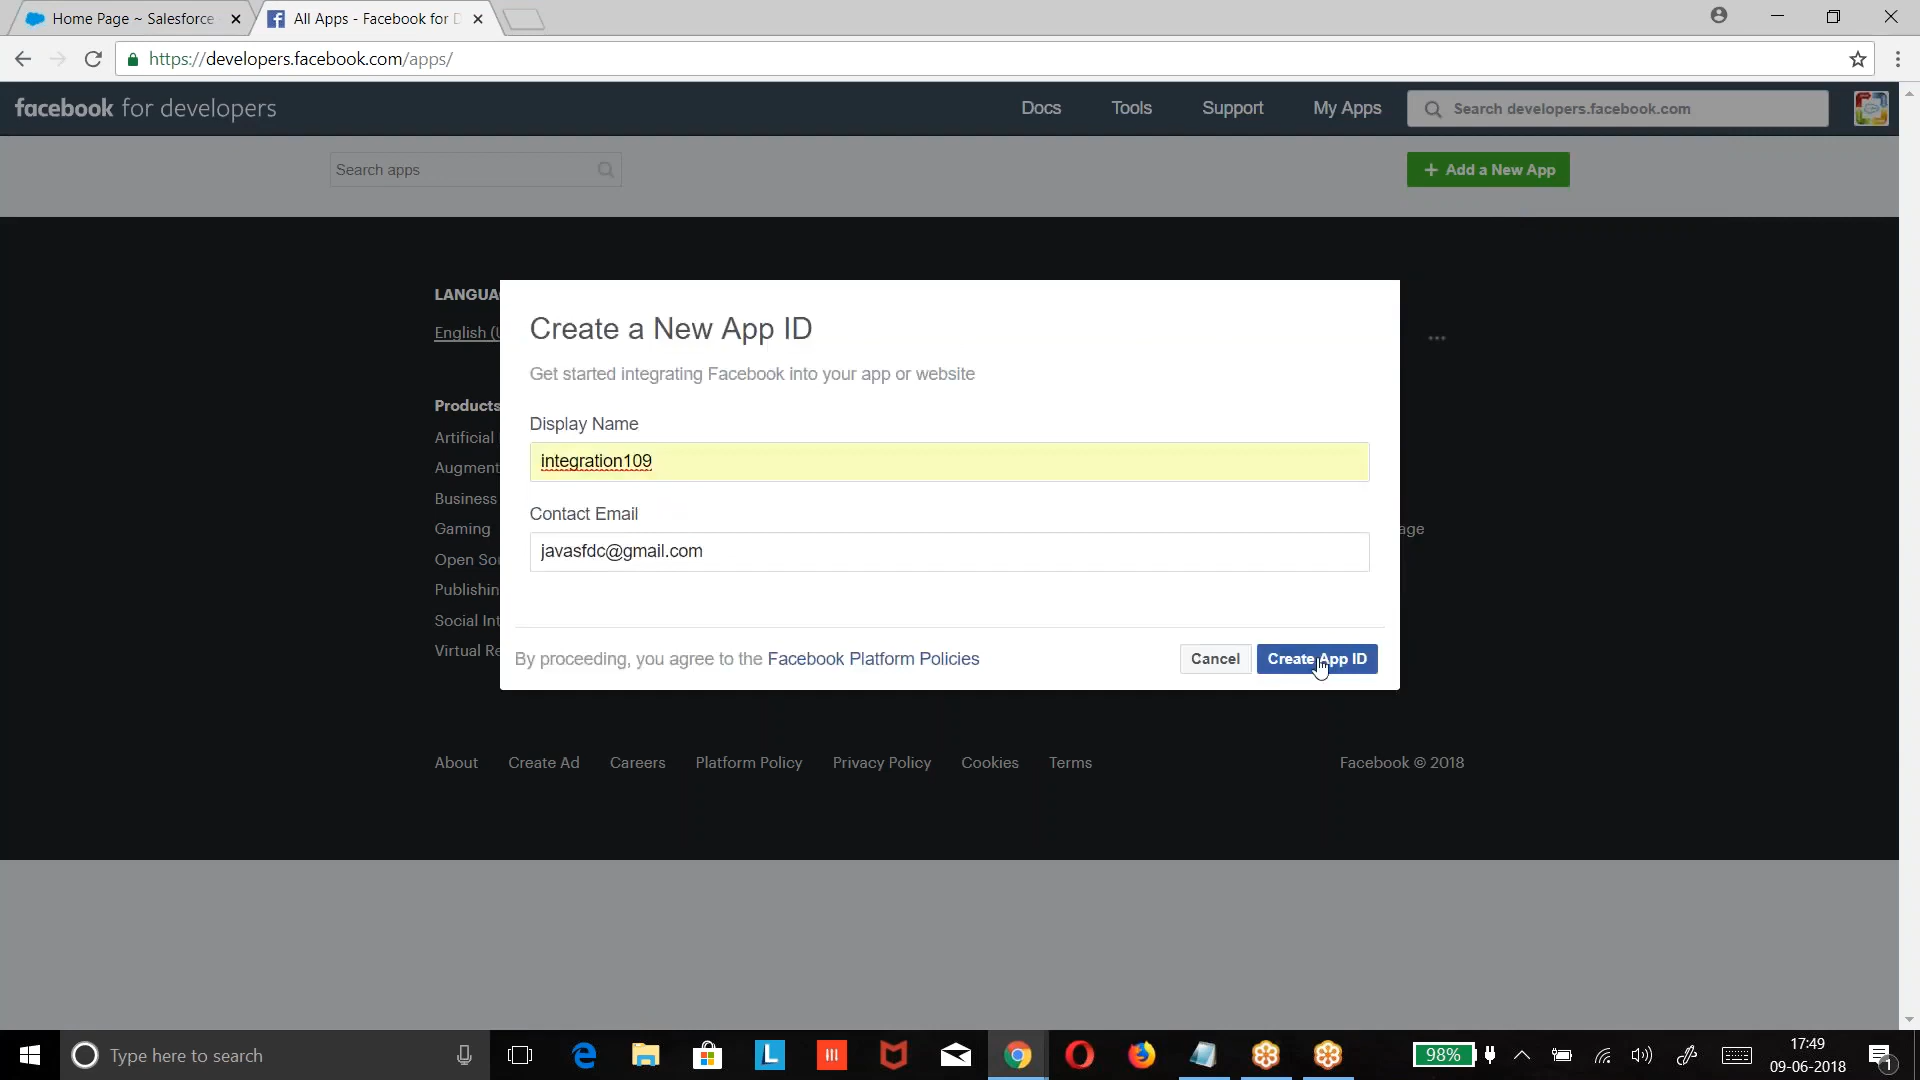 Home Page ~ Salesforce
All Apps - Facebook for D
https://developers.facebook.com/apps/
facebook for developers
Docs
Tools
Support
My Apps
Search developers.facebook.com
Search apps
+ Add a New App
LANGUA
English (U
Create a New App ID
Get started integrating Facebook into your app or website
Products
Artificial
Display Name
integration109
Augment
Business
Contact Email
Gaming
age
javasfdc@gmail.com
Open Sou
Publishin
Social Int
Virtual Re
By proceeding, you agree to the Facebook Platform Policies
Cancel
Create App ID
About
Create Ad
Careers
Platform Policy
Privacy Policy
Cookies
Terms
Facebook © 2018
Type here to search
98%
17:49
09-06-2018
1